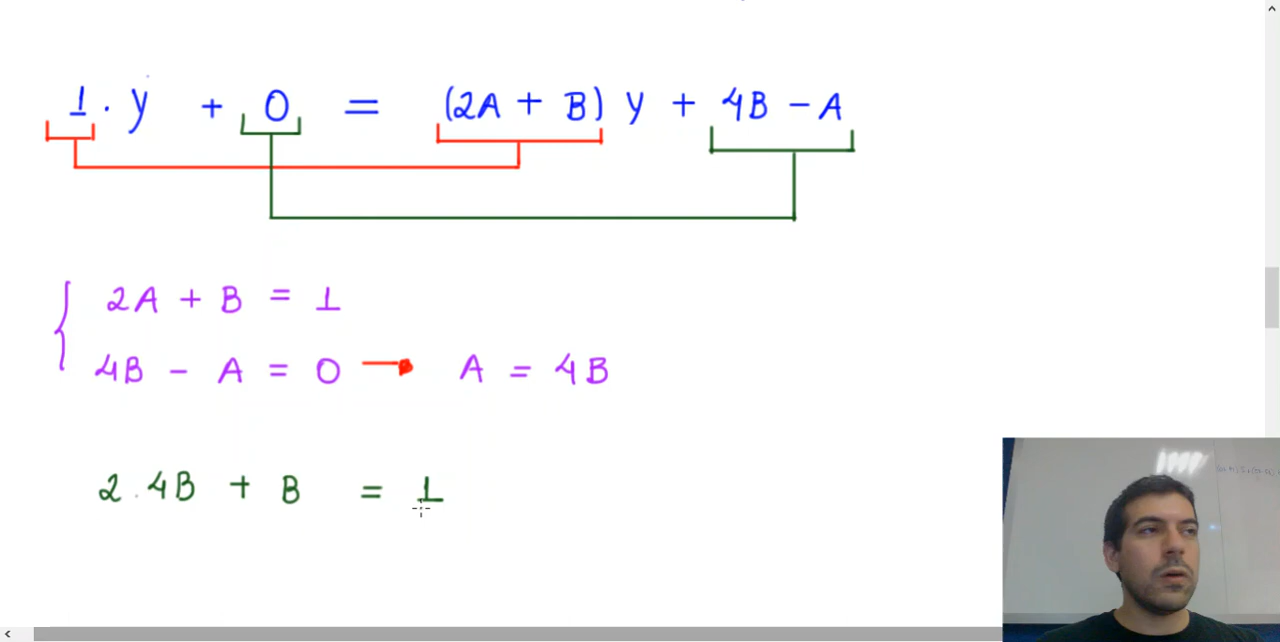 1 . y + 0 = (2A + B) y + 4B - A
2A + B = 1
4B - A = 0 → A = 4B
2 . 4B + B = 1